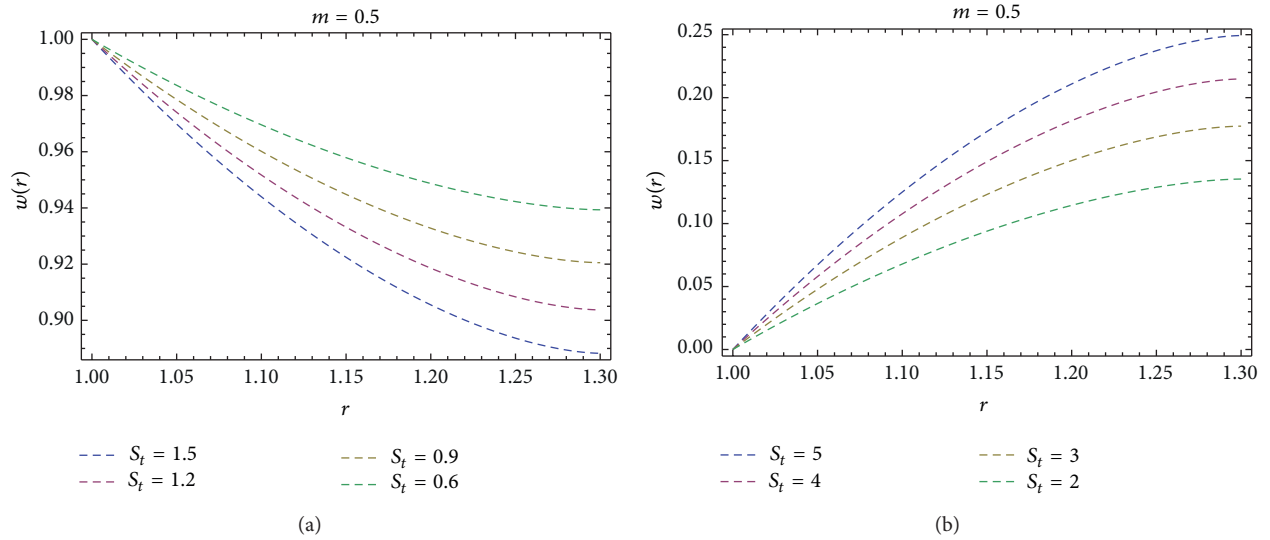 m = 0.5
1.00
0.98
0.96
0.94
0.92
0.90
w(r)
1.00 1.05 1.10 1.15 1.20 1.25 1.30
r
S_t = 1.5 S_t = 0.9
S_t = 1.2 S_t = 0.6
(a)
m = 0.5
0.25
0.20
0.15
0.10
0.05
0.00
w(r)
1.00 1.05 1.10 1.15 1.20 1.25 1.30
r
S_t = 5 S_t = 3
S_t = 4 S_t = 2
(b)